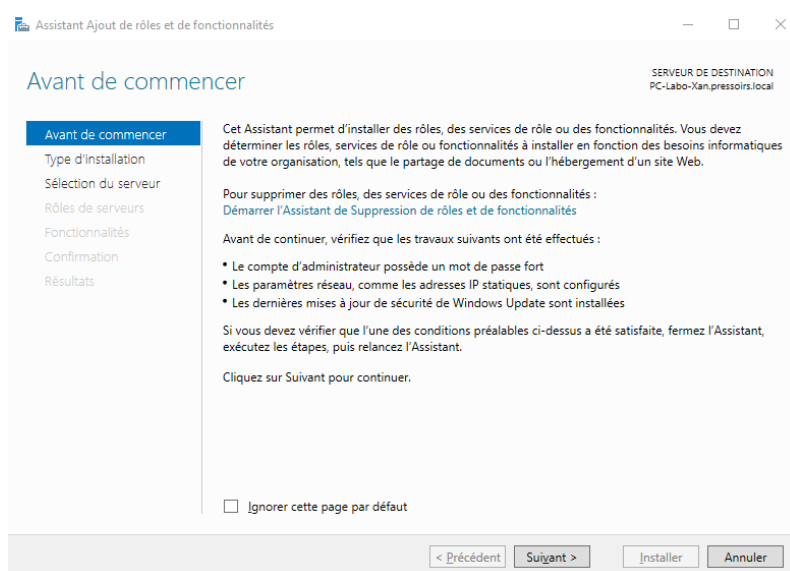 Assistant Ajout de rôles et de fonctionnalités
Avant de commencer
SERVEUR DE DESTINATION
PC-Labo-Xan.pressoirs.local
Avant de commencer
Type d'installation
Sélection du serveur
Rôles de serveurs
Fonctionnalités
Confirmation
Résultats
Cet Assistant permet d'installer des rôles, des services de rôle ou des fonctionnalités. Vous devez
déterminer les rôles, services de rôle ou fonctionnalités à installer en fonction des besoins informatiques
de votre organisation, tels que le partage de documents ou l'hébergement d'un site Web.
Pour supprimer des rôles, des services de rôle ou des fonctionnalités :
Démarrer l'Assistant de Suppression de rôles et de fonctionnalités
Avant de continuer, vérifiez que les travaux suivants ont été effectués :
• Le compte d'administrateur possède un mot de passe fort
• Les paramètres réseau, comme les adresses IP statiques, sont configurés
• Les dernières mises à jour de sécurité de Windows Update sont installées
Si vous devez vérifier que l'une des conditions préalables ci-dessus a été satisfaite, fermez l'Assistant,
exécutez les étapes, puis relancez l'Assistant.
Cliquez sur Suivant pour continuer.
Ignorer cette page par défaut
< Précédent
Suivant >
Installer
Annuler